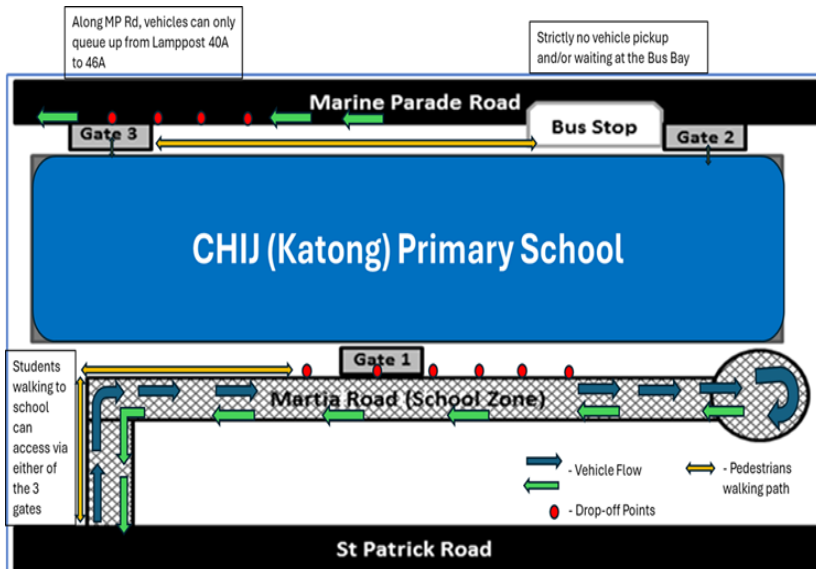 Along MP Rd, vehicles can only
queue up from Lamppost 40A
to 46A
Strictly no vehicle pickup
and/or waiting at the Bus Bay
Marine Parade Road
Gate 3
Bus Stop
Gate 2
CHIJ (Katong) Primary School
Gate 1
Students
walking to
school
can
access via
either of
the 3
gates
Martia Road (School Zone)
- Vehicle Flow
- Pedestrians
walking path
- Drop-off Points
St Patrick Road